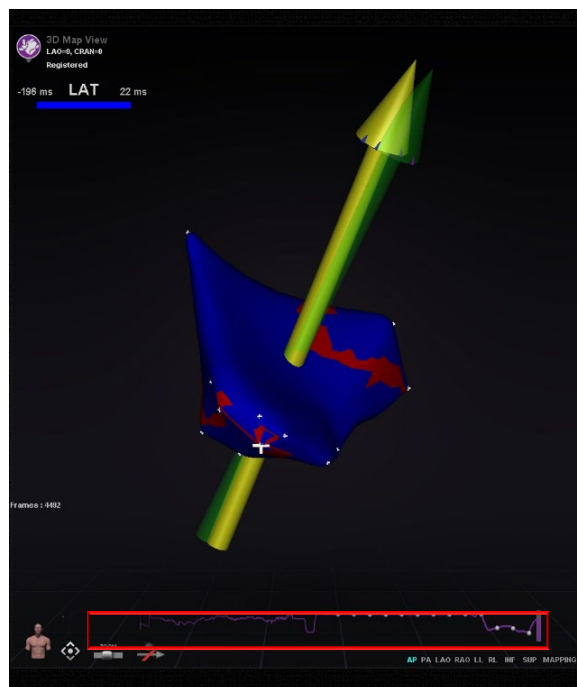 3D Map View
LAO=0, CRAN=0
Registered
-196 ms LAT 22 ms
Frames : 4492
AP PA LAO RAO LL RL INF SUP MAPPING